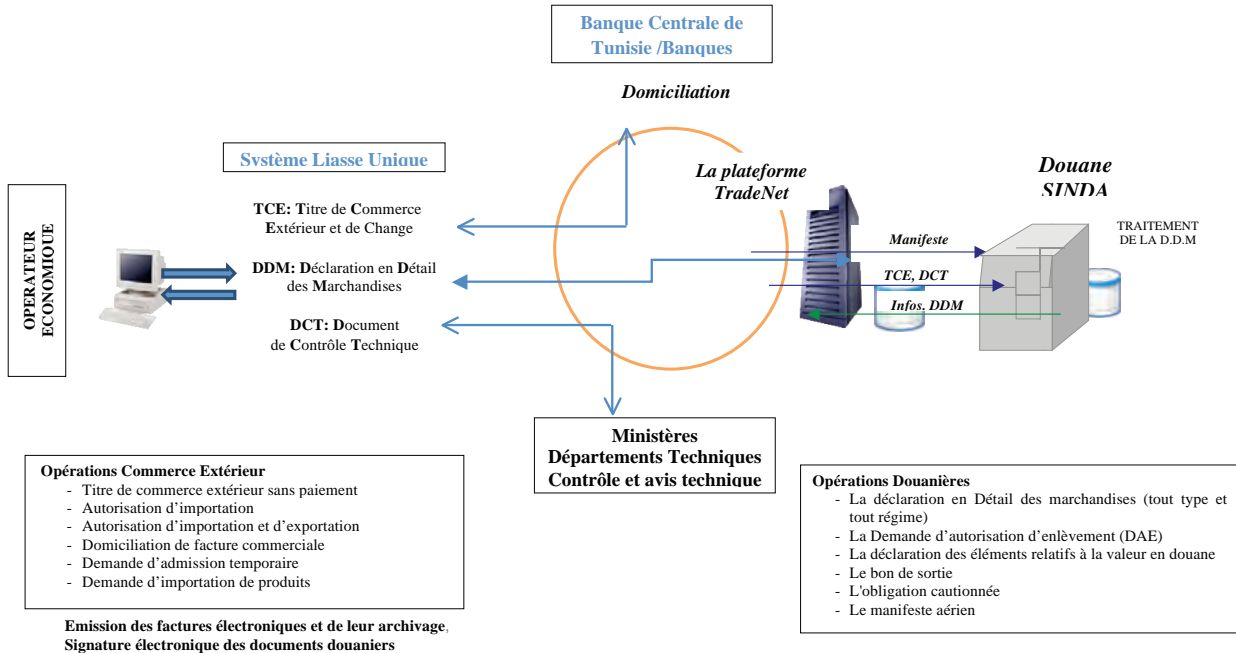 Banque Centrale de
Tunisie /Banques
Domiciliation
Système Liasse Unique
La plateforme
TradeNet
Douane
SINDA
OPERATEUR
ECONOMIQUE
TCE: Titre de Commerce
Extérieur et de Change
DDM: Déclaration en Détail
des Marchandises
DCT: Document
de Contrôle Technique
Manifeste
TCE, DCT
Infos. DDM
TRAITEMENT
DE LA D.D.M
Ministères
Départements Techniques
Contrôle et avis technique
Opérations Commerce Extérieur
- Titre de commerce extérieur sans paiement
- Autorisation d’importation
- Autorisation d’importation et d’exportation
- Domiciliation de facture commerciale
- Demande d’admission temporaire
- Demande d’importation de produits
Emission des factures électroniques et de leur archivage,
Signature électronique des documents douaniers
Opérations Douanières
- La déclaration en Détail des marchandises (tout type et
tout régime)
- La Demande d’autorisation d’enlèvement (DAE)
- La déclaration des éléments relatifs à la valeur en douane
- Le bon de sortie
- L'obligation cautionnée
- Le manifeste aérien